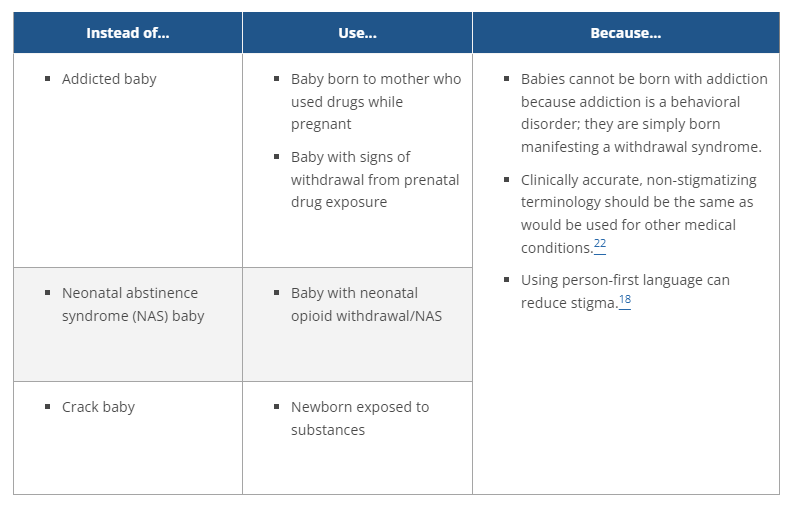 Instead of...
Use...
Because...
▪ Addicted baby
▪ Baby born to mother who
used drugs while
pregnant
▪ Baby with signs of
withdrawal from prenatal
drug exposure
▪ Babies cannot be born with addiction
because addiction is a behavioral
disorder; they are simply born
manifesting a withdrawal syndrome.
▪ Clinically accurate, non-stigmatizing
terminology should be the same as
would be used for other medical
conditions.22
▪ Using person-first language can
reduce stigma.18
▪ Neonatal abstinence
syndrome (NAS) baby
▪ Baby with neonatal
opioid withdrawal/NAS
▪ Crack baby
▪ Newborn exposed to
substances